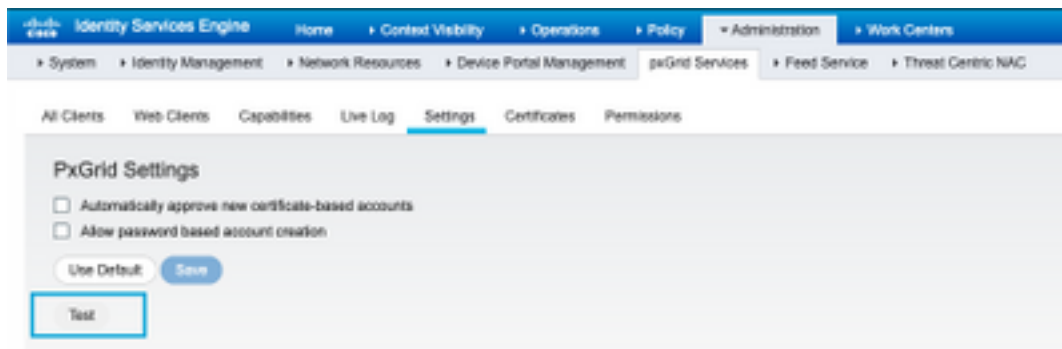 cisco Identity Services Engine Home Context Visibility Operations Policy Administration Work Centers
System Identity Management Network Resources Device Portal Management pxGrid Services Feed Service Threat Centric NAC
All Clients Web Clients Capabilities Live Log Settings Certificates Permissions
PxGrid Settings
Automatically approve new certificate-based accounts
Allow password based account creation
Use Default Save
Test